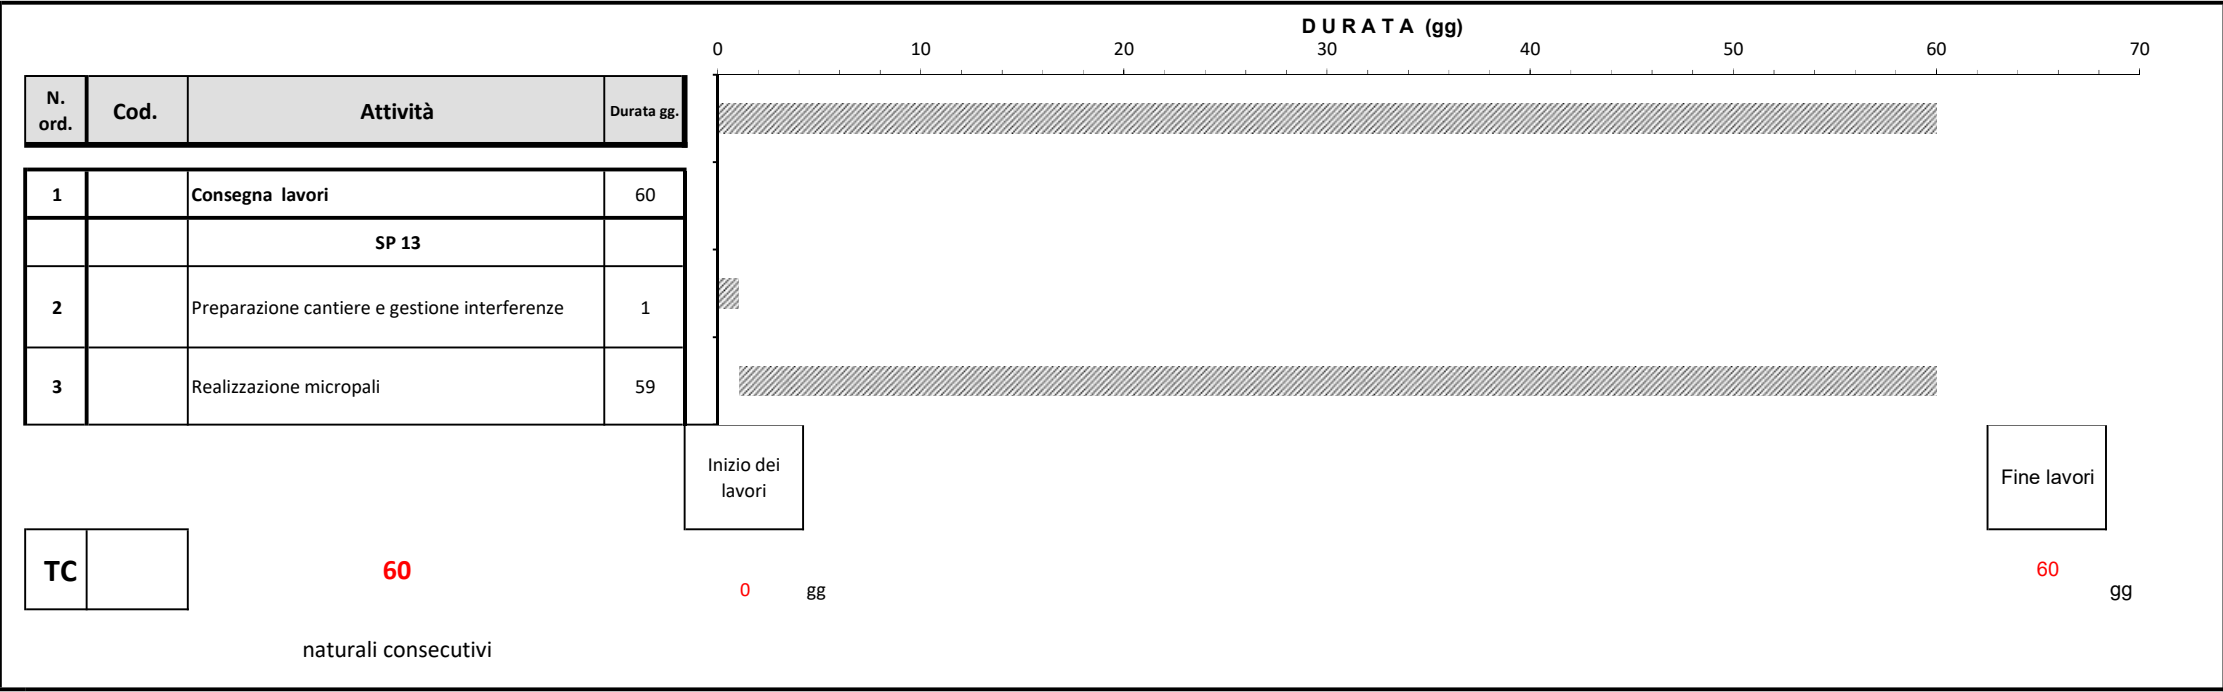 D U R A T A (gg)
0 10 20 30 40 50 60 70
N. ord. Cod. Attività Durata gg.
1 Consegna lavori 60
SP 13
2 Preparazione cantiere e gestione interferenze 1
3 Realizzazione micropali 59
Inizio dei
lavori
Fine lavori
TC 60
0 gg
60
gg
naturali consecutivi